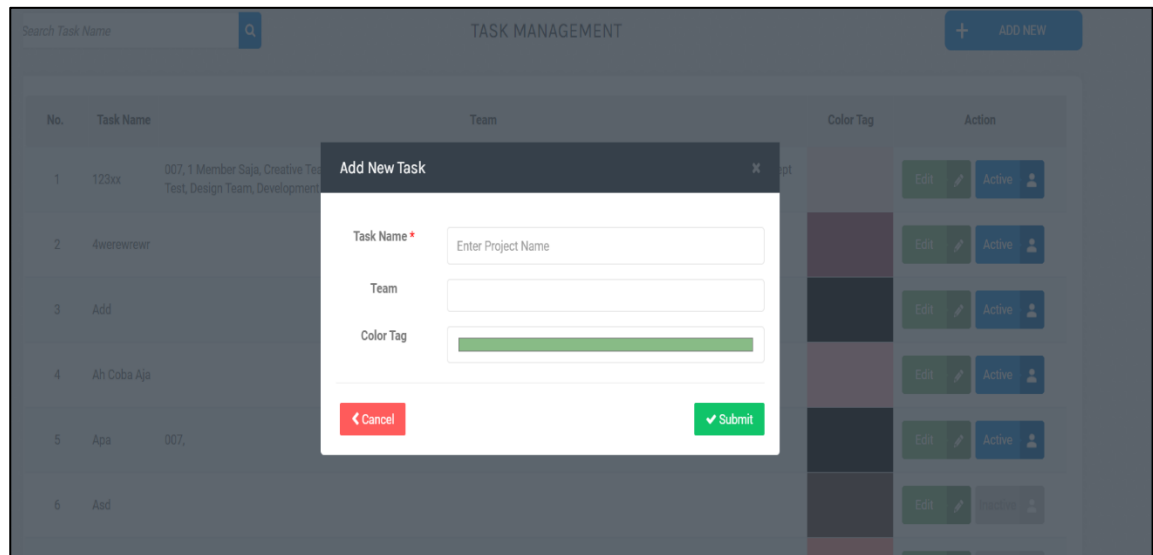 Search Task Name
TASK MANAGEMENT
+ ADD NEW
No. Task Name Team Color Tag Action
1 123xx 007, 1 Member Saja, Creative Tes
Test, Design Team, Development
pt
Edit Active
2 4werewrewr Edit Active
3 Add Edit Active
4 Ah Coba Aja Edit Active
5 Apa 007, Edit Active
6 Asd Edit Inactive
Add New Task x
Task Name *
Enter Project Name
Team
Color Tag
Cancel
Submit